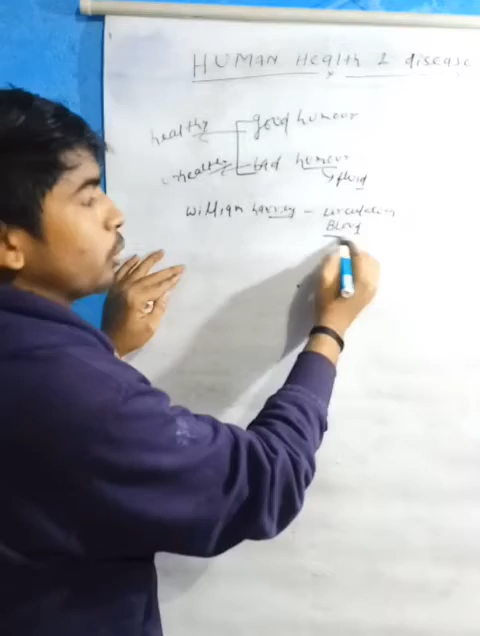 HUMAN Health & disease
healthy good humour
unhealthy bad humour
fluid
William harvey - circulation
Blood